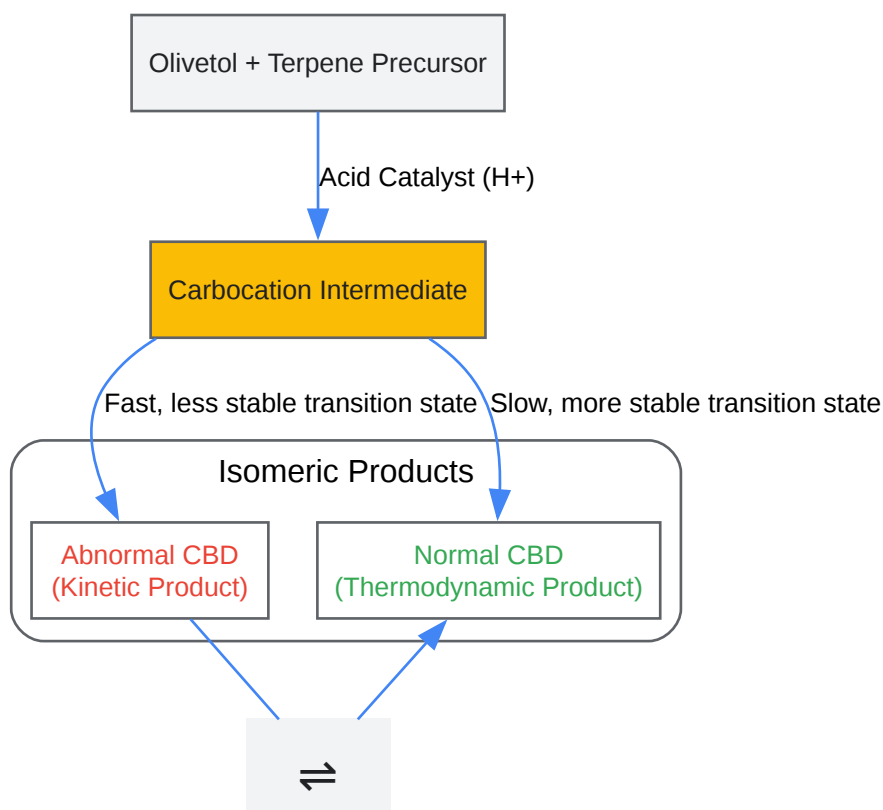 Olivetol + Terpene Precursor
Acid Catalyst (H+)
Carbocation Intermediate
Fast, less stable transition state
Slow, more stable transition state
Isomeric Products
Abnormal CBD
(Kinetic Product)
Normal CBD
(Thermodynamic Product)
⇌